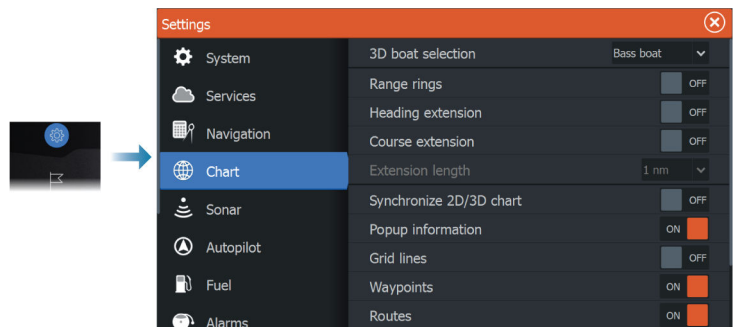 Settings
System
Services
Navigation
Chart
Sonar
Autopilot
Fuel
Alarms
3D boat selection Bass boat
Range rings OFF
Heading extension OFF
Course extension OFF
Extension length 1 nm
Synchronize 2D/3D chart OFF
Popup information ON
Grid lines OFF
Waypoints ON
Routes ON